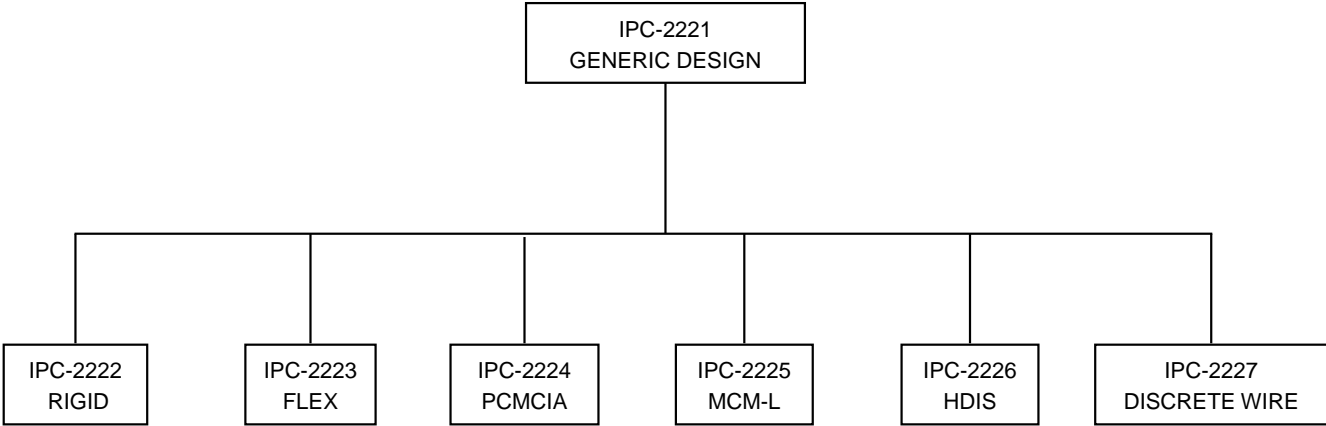 IPC-2221
GENERIC DESIGN
IPC-2222
RIGID
IPC-2223
FLEX
IPC-2224
PCMCIA
IPC-2225
MCM-L
IPC-2226
HDIS
IPC-2227
DISCRETE WIRE